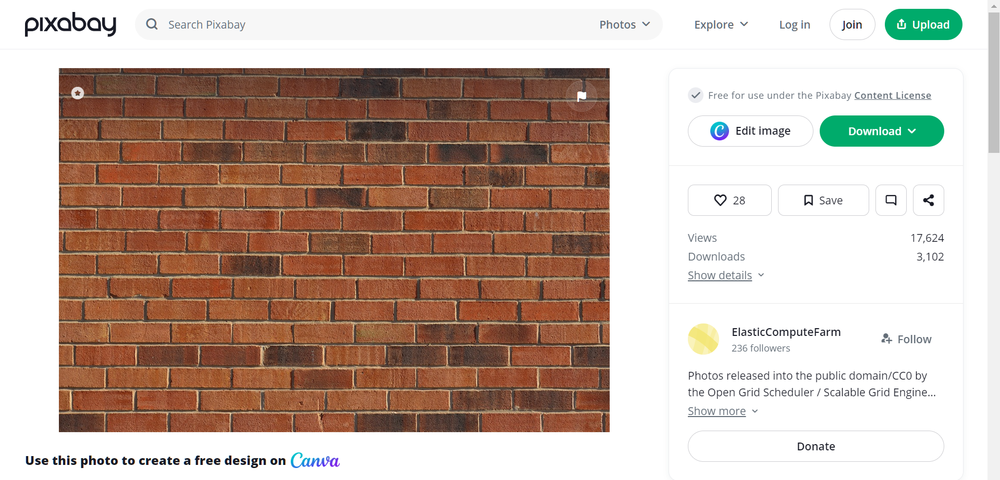 pixabay
Search Pixabay
Photos
Explore
Log in
Join
Upload
Free for use under the Pixabay Content License
Edit image
Download
28
Save
Views
17,624
Downloads
3,102
Show details
ElasticComputeFarm
236 followers
Follow
Photos released into the public domain/CC0 by
the Open Grid Scheduler / Scalable Grid Engine...
Show more
Donate
Use this photo to create a free design on Canva